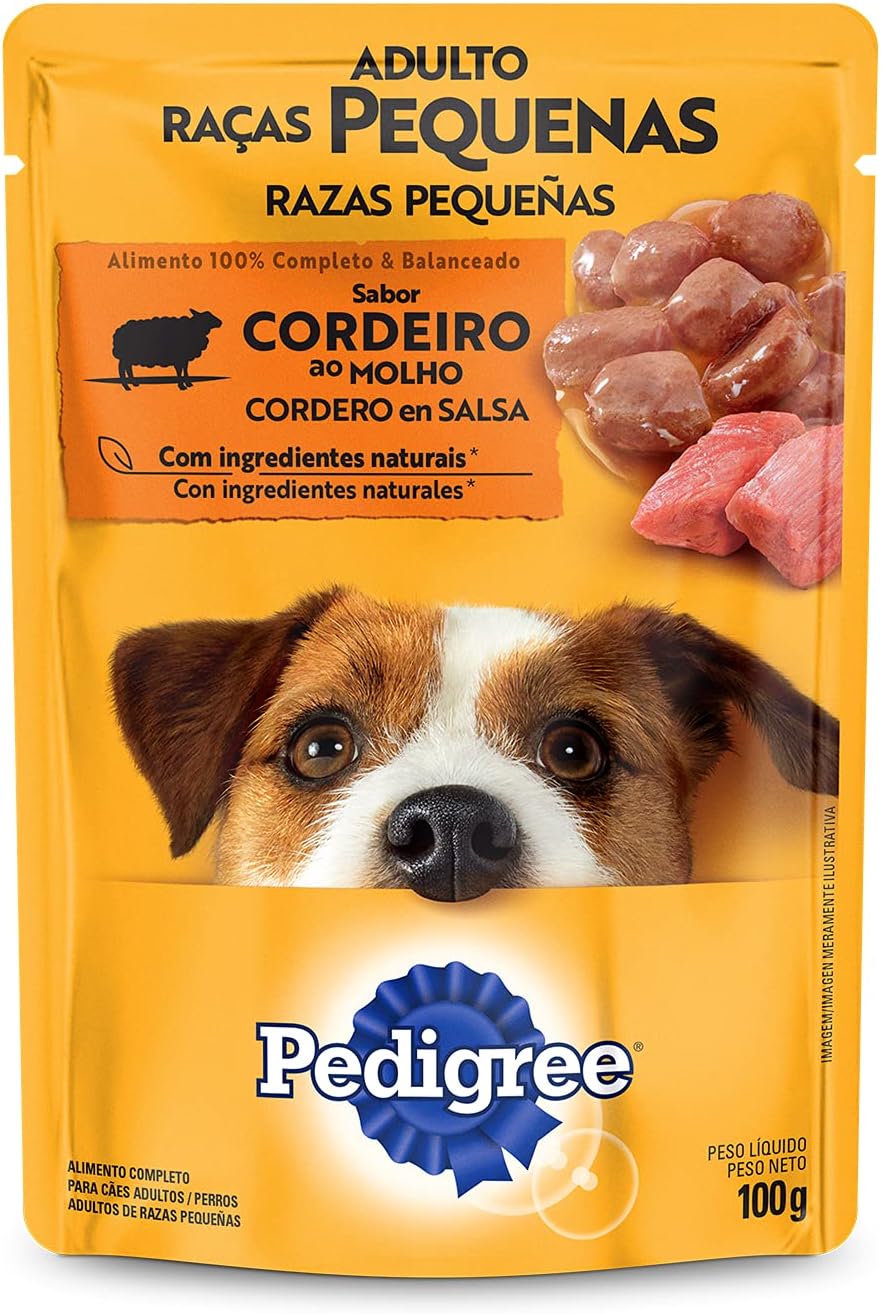 ADULTO
RAÇAS PEQUENAS
RAZAS PEQUEÑAS
Alimento 100% Completo & Balanceado
Sabor
CORDEIRO
ao MOLHO
CORDERO en SALSA
Com ingredientes naturais*
Con ingredientes naturales*
IMAGEM/IMAGEN MERAMENTE ILUSTRATIVA
Pedigree®
ALIMENTO COMPLETO
PARA CÃES ADULTOS / PERROS
ADULTOS DE RAZAS PEQUEÑAS
PESO LÍQUIDO
PESO NETO
100g